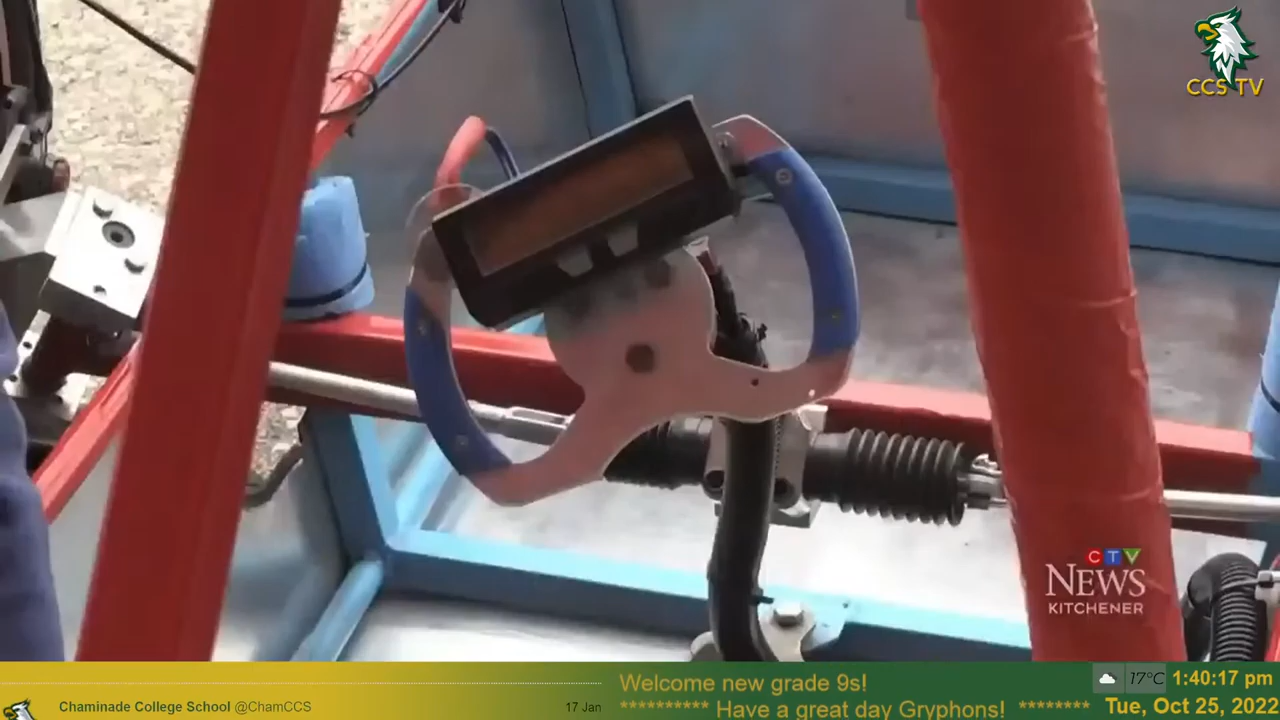 CCS TV
CTV
NEWS
KITCHENER
Welcome new grade 9s!
17°C
1:40:17 pm
Chaminade College School @ChamCCS
17 Jan
********** Have a great day Gryphons! ********
Tue, Oct 25, 2022